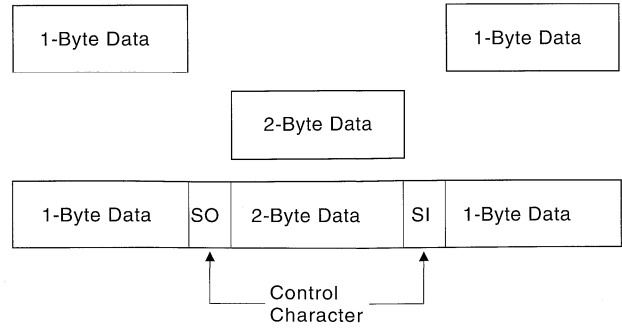 1-Byte Data 1-Byte Data
2-Byte Data
1-Byte Data SO 2-Byte Data SI 1-Byte Data
Control
Character